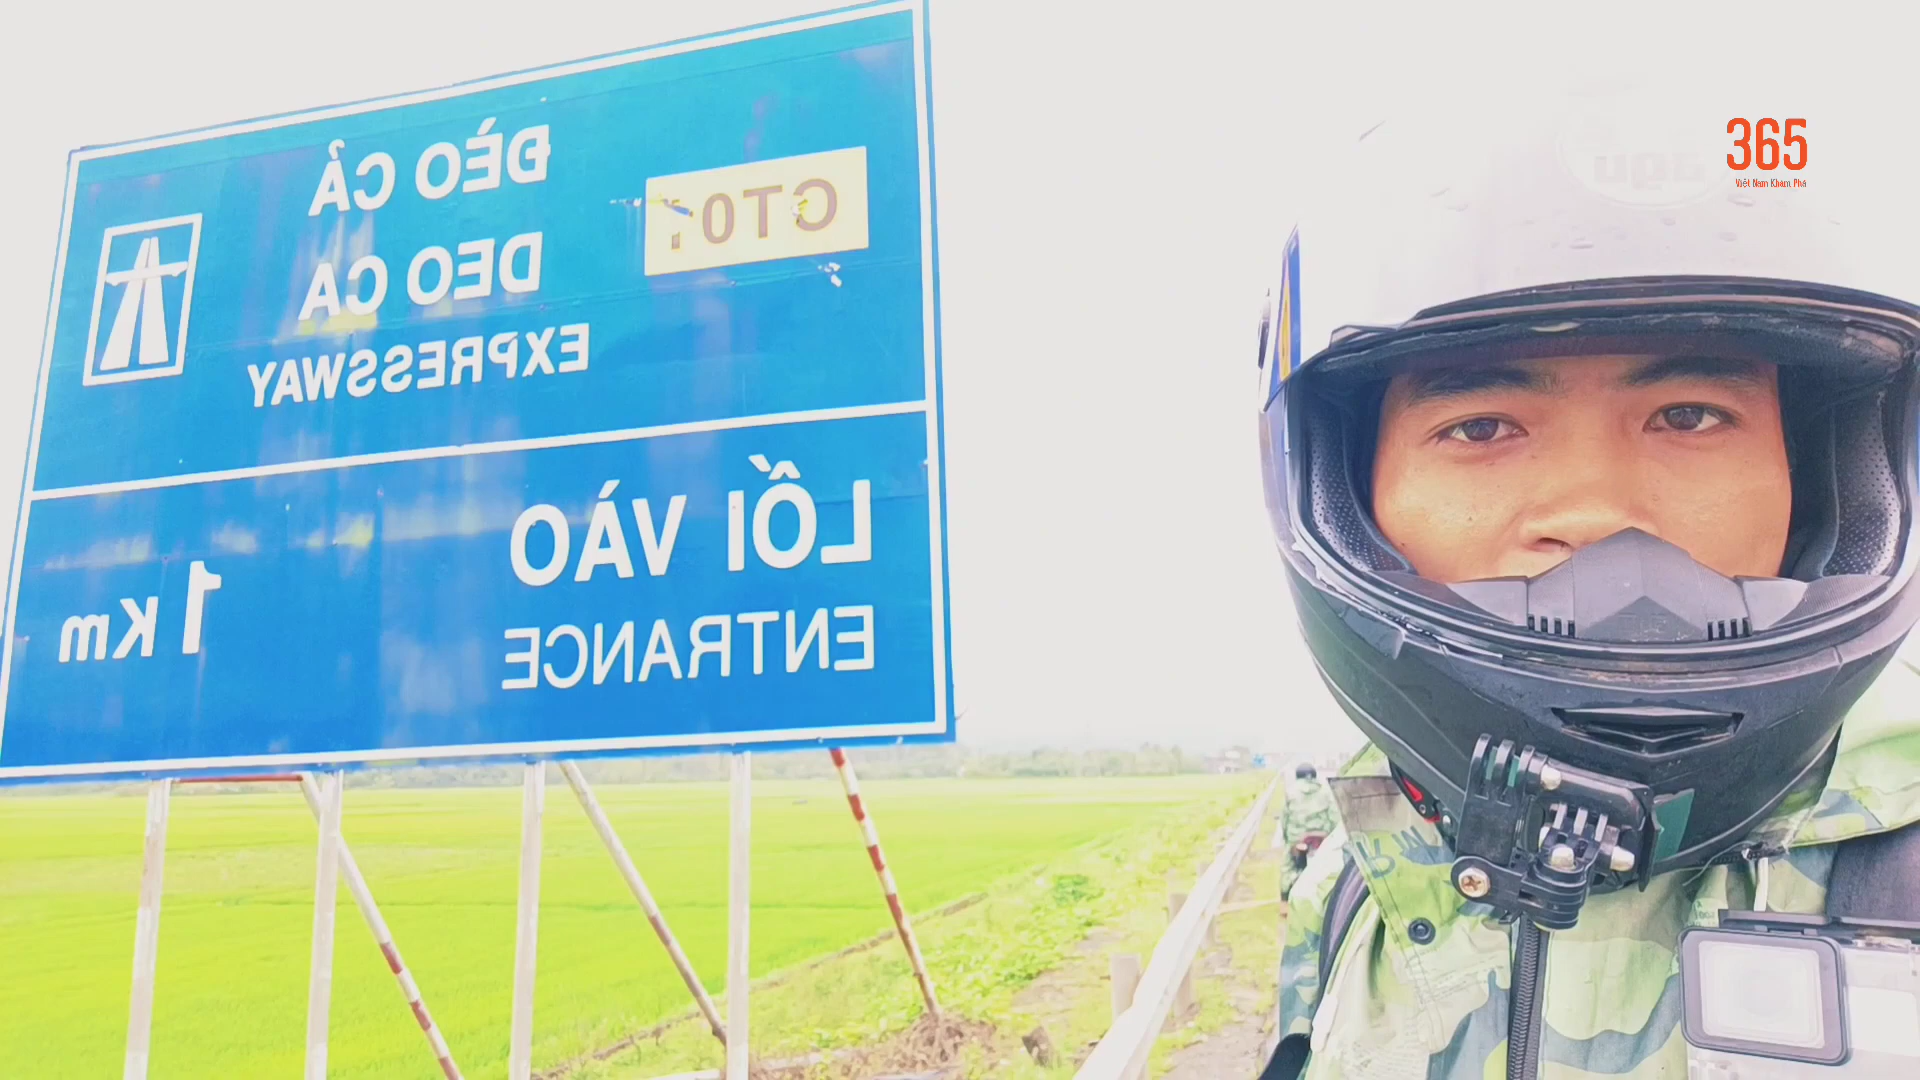 ĐÈO CẢ
DEO CA
EXPRESSWAY
CT01
LỐI VÀO
ENTRANCE
1 Km
365
Việt Nam Khám Phá